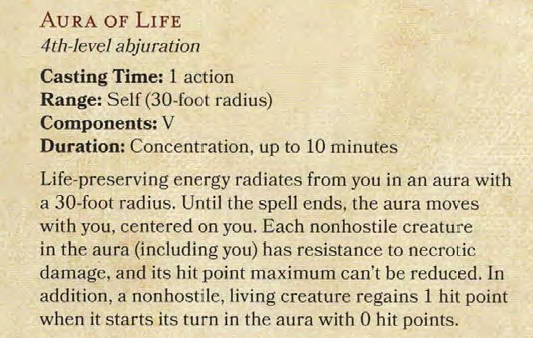 AURA OF LIFE
4th-level abjuration
Casting Time: 1 action
Range: Self (30-foot radius)
Components: V
Duration: Concentration, up to 10 minutes
Life-preserving energy radiates from you in an aura with
a 30-foot radius. Until the spell ends, the aura moves
with you, centered on you. Each nonhostile creature
in the aura (including you) has resistance to necrotic
damage, and its hit point maximum can't be reduced. In
addition, a nonhostile, living creature regains 1 hit point
when it starts its turn in the aura with 0 hit points.